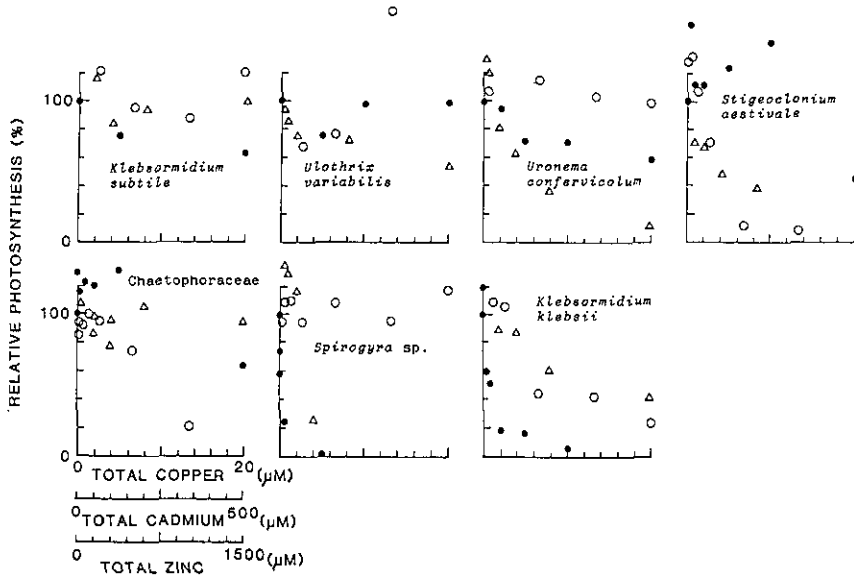 RELATIVE PHOTOSYNTHESIS (%)
100
0
Klebsormidium
subtile
Ulothrix
variabilis
Uronema
confervicolum
Stigeoclonium
aestivale
100
0
Chaetophoraceae
Spirogyra sp.
Klebsormidium
klebsii
0 TOTAL COPPER 20 (μM)
0 TOTAL CADMIUM 600 (μM)
0 TOTAL ZINC 1500 (μM)